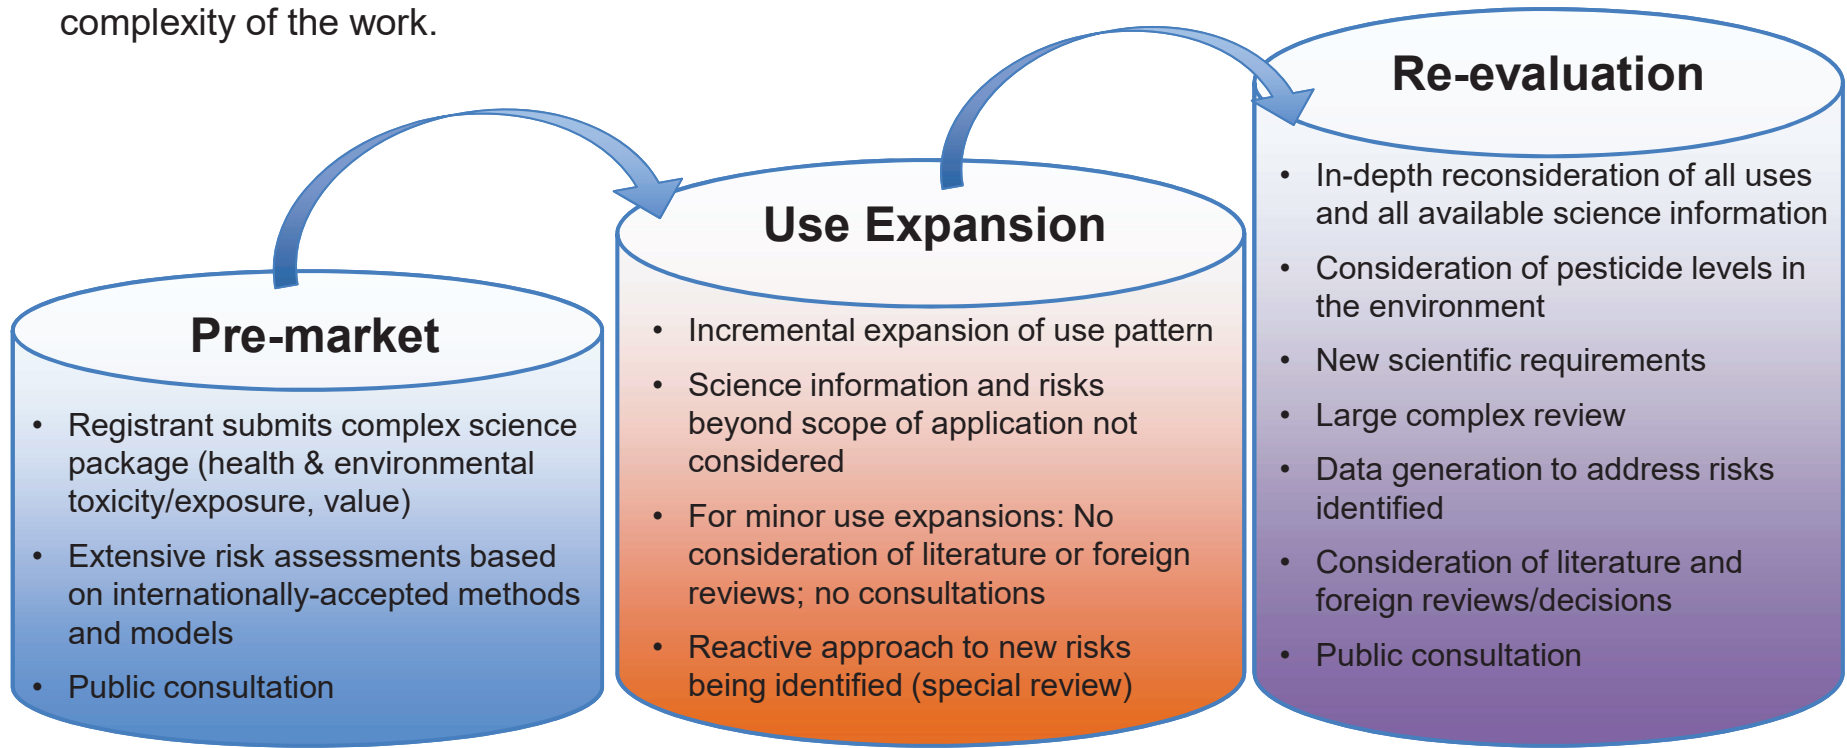 complexity of the work.
Pre-market
• Registrant submits complex science
package (health & environmental
toxicity/exposure, value)
• Extensive risk assessments based
on internationally-accepted methods
and models
• Public consultation
Use Expansion
• Incremental expansion of use pattern
• Science information and risks
beyond scope of application not
considered
• For minor use expansions: No
consideration of literature or foreign
reviews; no consultations
• Reactive approach to new risks
being identified (special review)
Re-evaluation
• In-depth reconsideration of all uses
and all available science information
• Consideration of pesticide levels in
the environment
• New scientific requirements
• Large complex review
• Data generation to address risks
identified
• Consideration of literature and
foreign reviews/decisions
• Public consultation